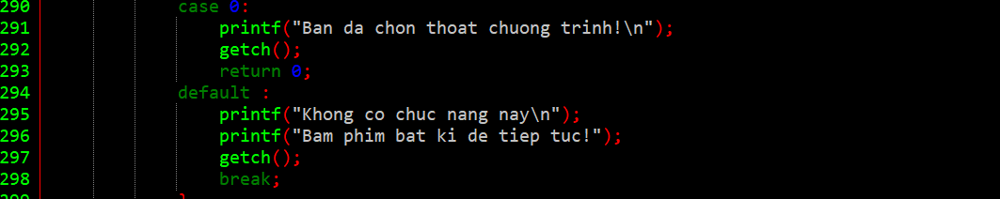 290 case 0:
291 printf("Ban da chon thoat chuong trinh!\n");
292 getch();
293 return 0;
294 default :
295 printf("Khong co chuc nang nay\n");
296 printf("Bam phim bat ki de tiep tuc!");
297 getch();
298 break;
299 }